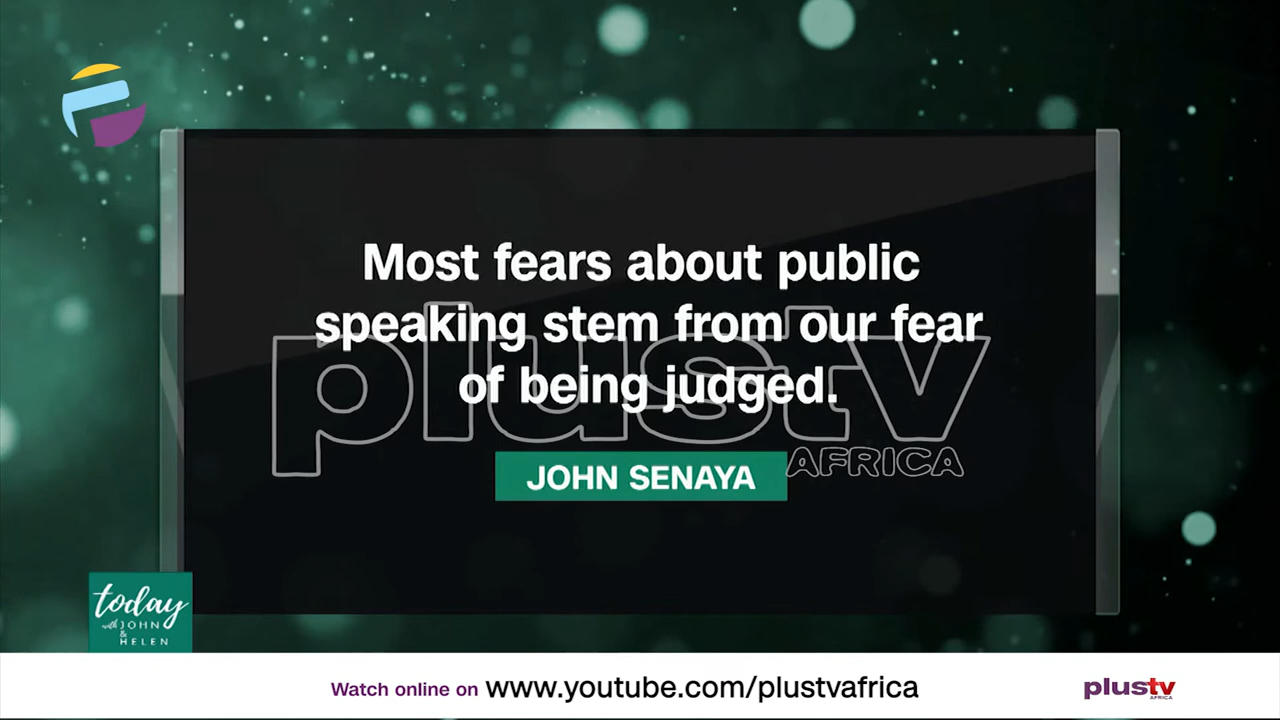 Most fears about public
speaking stem from our fear
of being judged.
plustv
AFRICA
JOHN SENAYA
today
with JOHN
&
HELEN
Watch online on www.youtube.com/plustvafrica
plustv
AFRICA